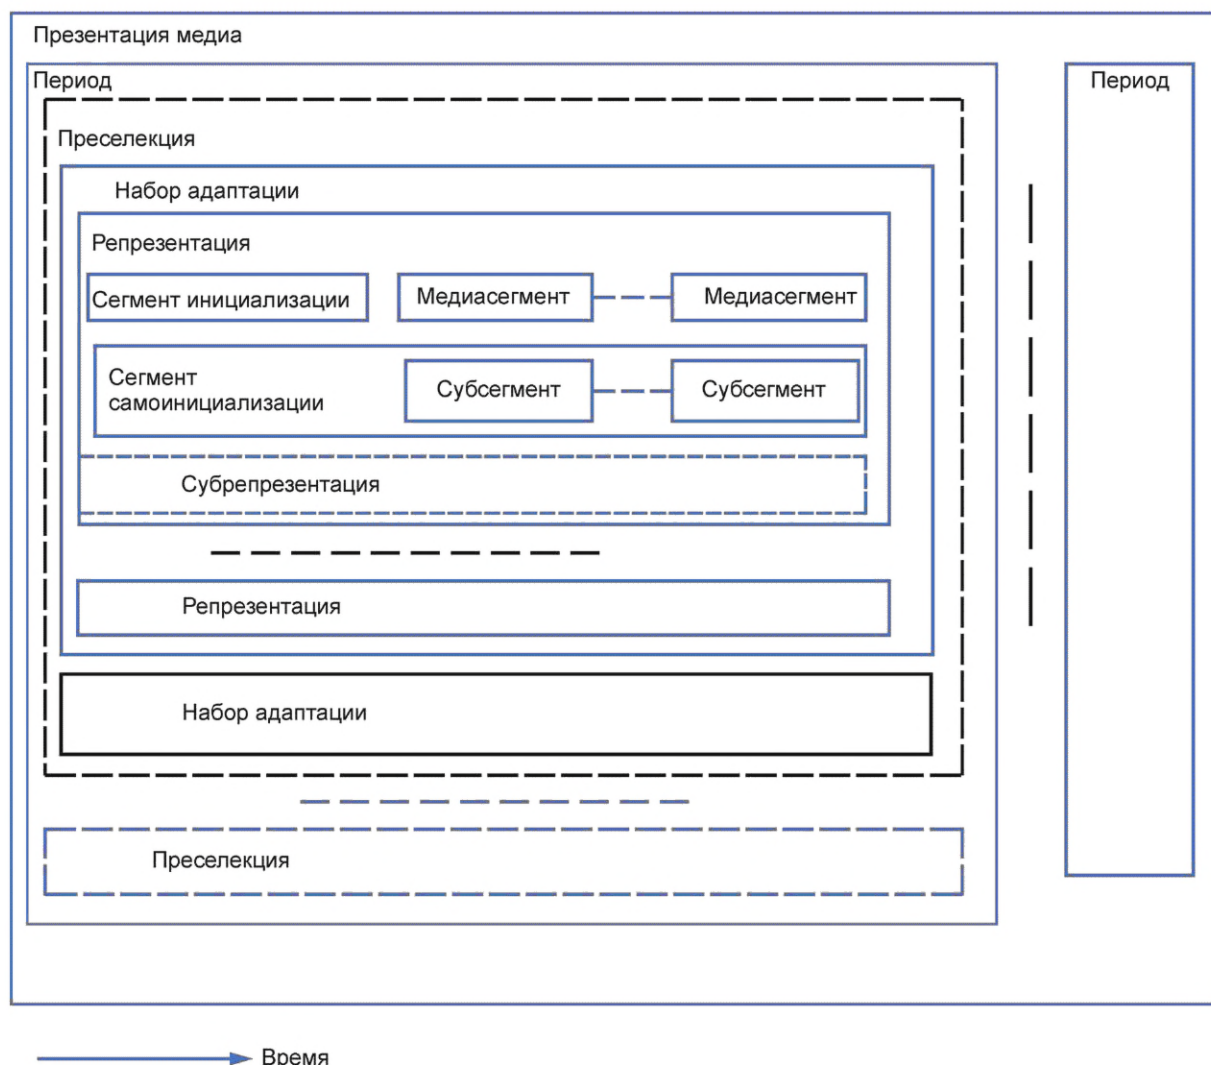 Презентация медиа
Период
Период
Преселекция
Набор адаптации
Репрезентация
Сегмент инициализации
Медиасегмент
Медиасегмент
Сегмент
самоинициализации
Субсегмент
Субсегмент
Субрепрезентация
Репрезентация
Набор адаптации
Преселекция
Время